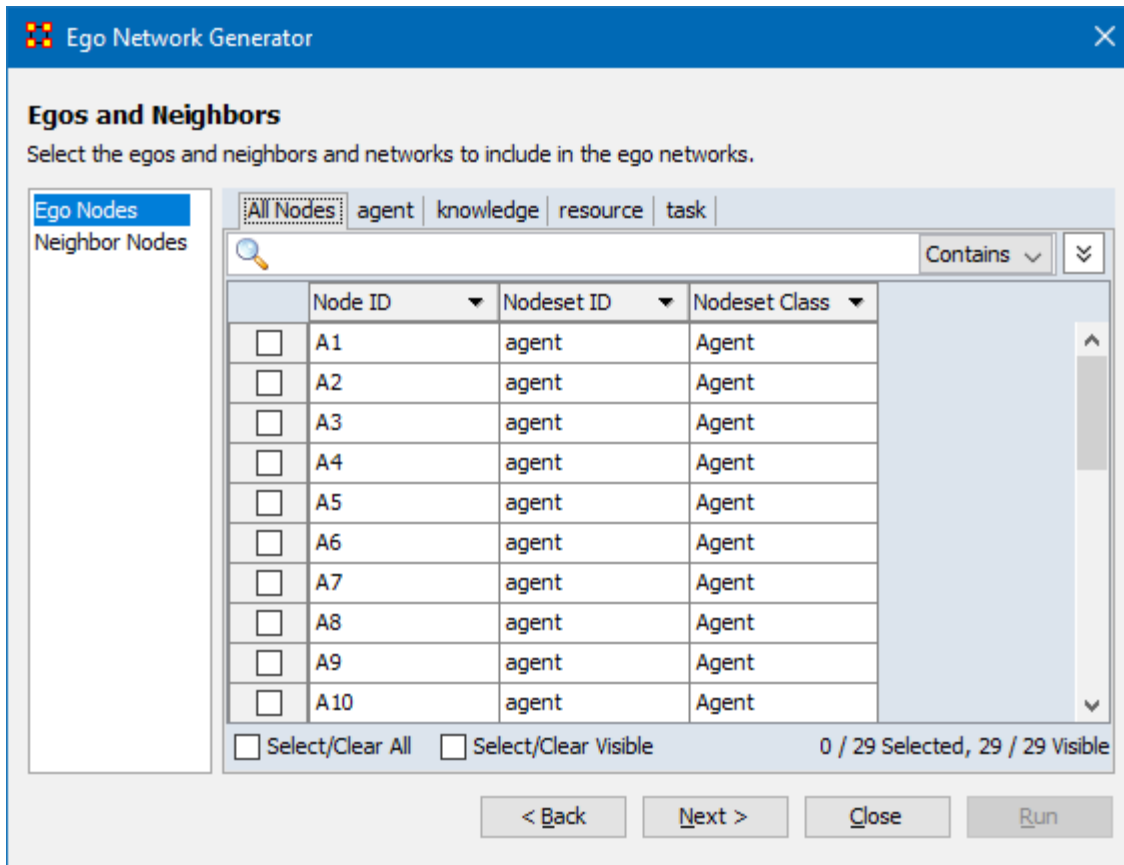 Ego Network Generator
Egos and Neighbors
Select the egos and neighbors and networks to include in the ego networks.
Ego Nodes
Neighbor Nodes
All Nodes agent knowledge resource task
Contains
Node ID Nodeset ID Nodeset Class
A1 agent Agent
A2 agent Agent
A3 agent Agent
A4 agent Agent
A5 agent Agent
A6 agent Agent
A7 agent Agent
A8 agent Agent
A9 agent Agent
A10 agent Agent
Select/Clear All Select/Clear Visible 0 / 29 Selected, 29 / 29 Visible
< Back Next > Close Run